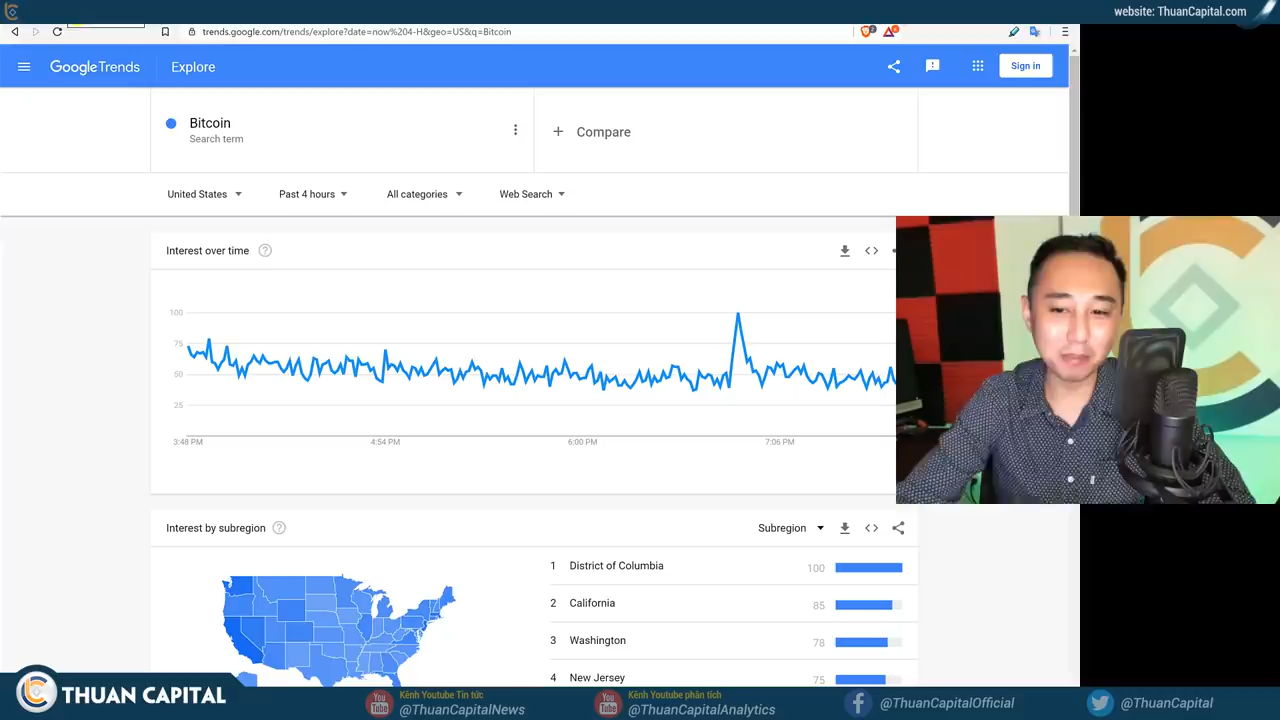 website: ThuanCapital.com
trends.google.com/trends/explore?date=now%204-H&geo=US&q=Bitcoin
Google Trends Explore
Sign in
Bitcoin
Search term
+ Compare
United States
Past 4 hours
All categories
Web Search
Interest over time
100
75
50
25
3:48 PM
4:54 PM
6:00 PM
7:06 PM
Interest by subregion
Subregion
1 District of Columbia 100
2 California 85
3 Washington 78
4 New Jersey 75
THUAN CAPITAL
Kênh Youtube Tin tức
@ThuanCapitalNews
Kênh Youtube phân tích
@ThuanCapitalAnalytics
@ThuanCapitalOfficial
@ThuanCapital